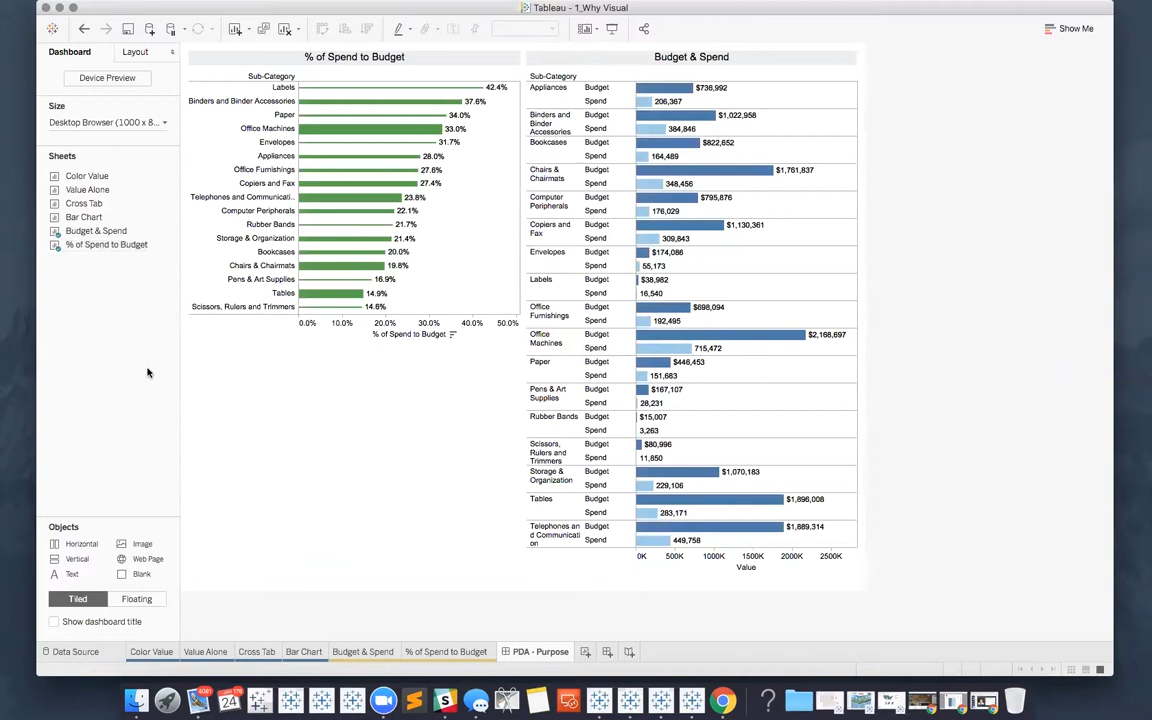 Tableau - 1_Why Visual
Show Me
Dashboard
Layout
Device Preview
Size
Desktop Browser (1000 x 8...
Sheets
Color Value
Value Alone
Cross Tab
Bar Chart
Budget & Spend
% of Spend to Budget
Objects
Horizontal
Image
Vertical
Web Page
Text
Blank
Tiled
Floating
Show dashboard title
% of Spend to Budget
Sub-Category
Labels 42.4%
Binders and Binder Accessories 37.6%
Paper 34.0%
Office Machines 33.0%
Envelopes 31.7%
Appliances 28.0%
Office Furnishings 27.6%
Copiers and Fax 27.4%
Telephones and Communicati.. 23.8%
Computer Peripherals 22.1%
Rubber Bands 21.7%
Storage & Organization 21.4%
Bookcases 20.0%
Chairs & Chairmats 19.8%
Pens & Art Supplies 16.9%
Tables 14.9%
Scissors, Rulers and Trimmers 14.6%
0.0% 10.0% 20.0% 30.0% 40.0% 50.0%
% of Spend to Budget
Budget & Spend
Sub-Category
Appliances Budget $736,992
Spend 206,367
Binders and Budget $1,022,958
Binder
Accessories Spend 384,846
Bookcases Budget $822,652
Spend 164,489
Chairs & Budget $1,761,837
Chairmats Spend 348,456
Computer Budget $795,876
Peripherals Spend 176,029
Copiers and Budget $1,130,361
Fax Spend 309,843
Envelopes Budget $174,086
Spend 55,173
Labels Budget $38,982
Spend 16,540
Office Budget $698,094
Furnishings Spend 192,495
Office Budget $2,168,697
Machines Spend 715,472
Paper Budget $446,453
Spend 151,683
Pens & Art Budget $167,107
Supplies Spend 28,231
Rubber Bands Budget $15,007
Spend 3,263
Scissors, Budget $80,996
Rulers and
Trimmers Spend 11,850
Storage & Budget $1,070,183
Organization Spend 229,106
Tables Budget $1,896,008
Spend 283,171
Telephones an Budget $1,889,314
d Communicati
on Spend 449,758
0K 500K 1000K 1500K 2000K 2500K
Value
Data Source
Color Value
Value Alone
Cross Tab
Bar Chart
Budget & Spend
% of Spend to Budget
PDA - Purpose
24